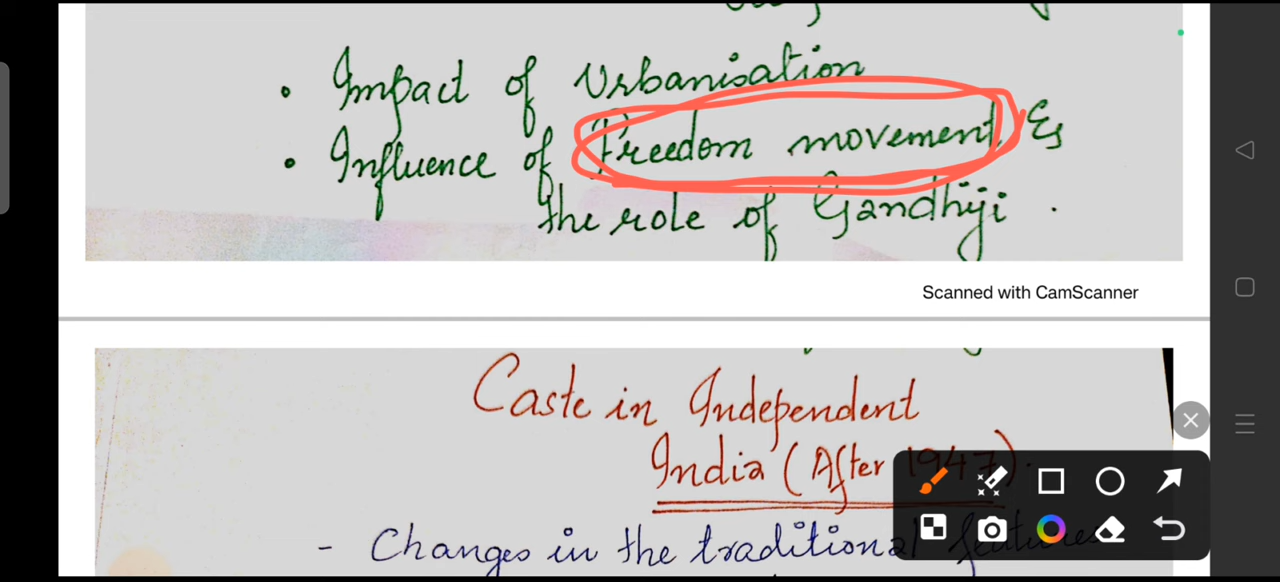 • Impact of Urbanisation
• Influence of Freedom movement &
the role of Gandhiji .
Scanned with CamScanner
Caste in Independent
India (After 1947).
- Changes in the traditional features